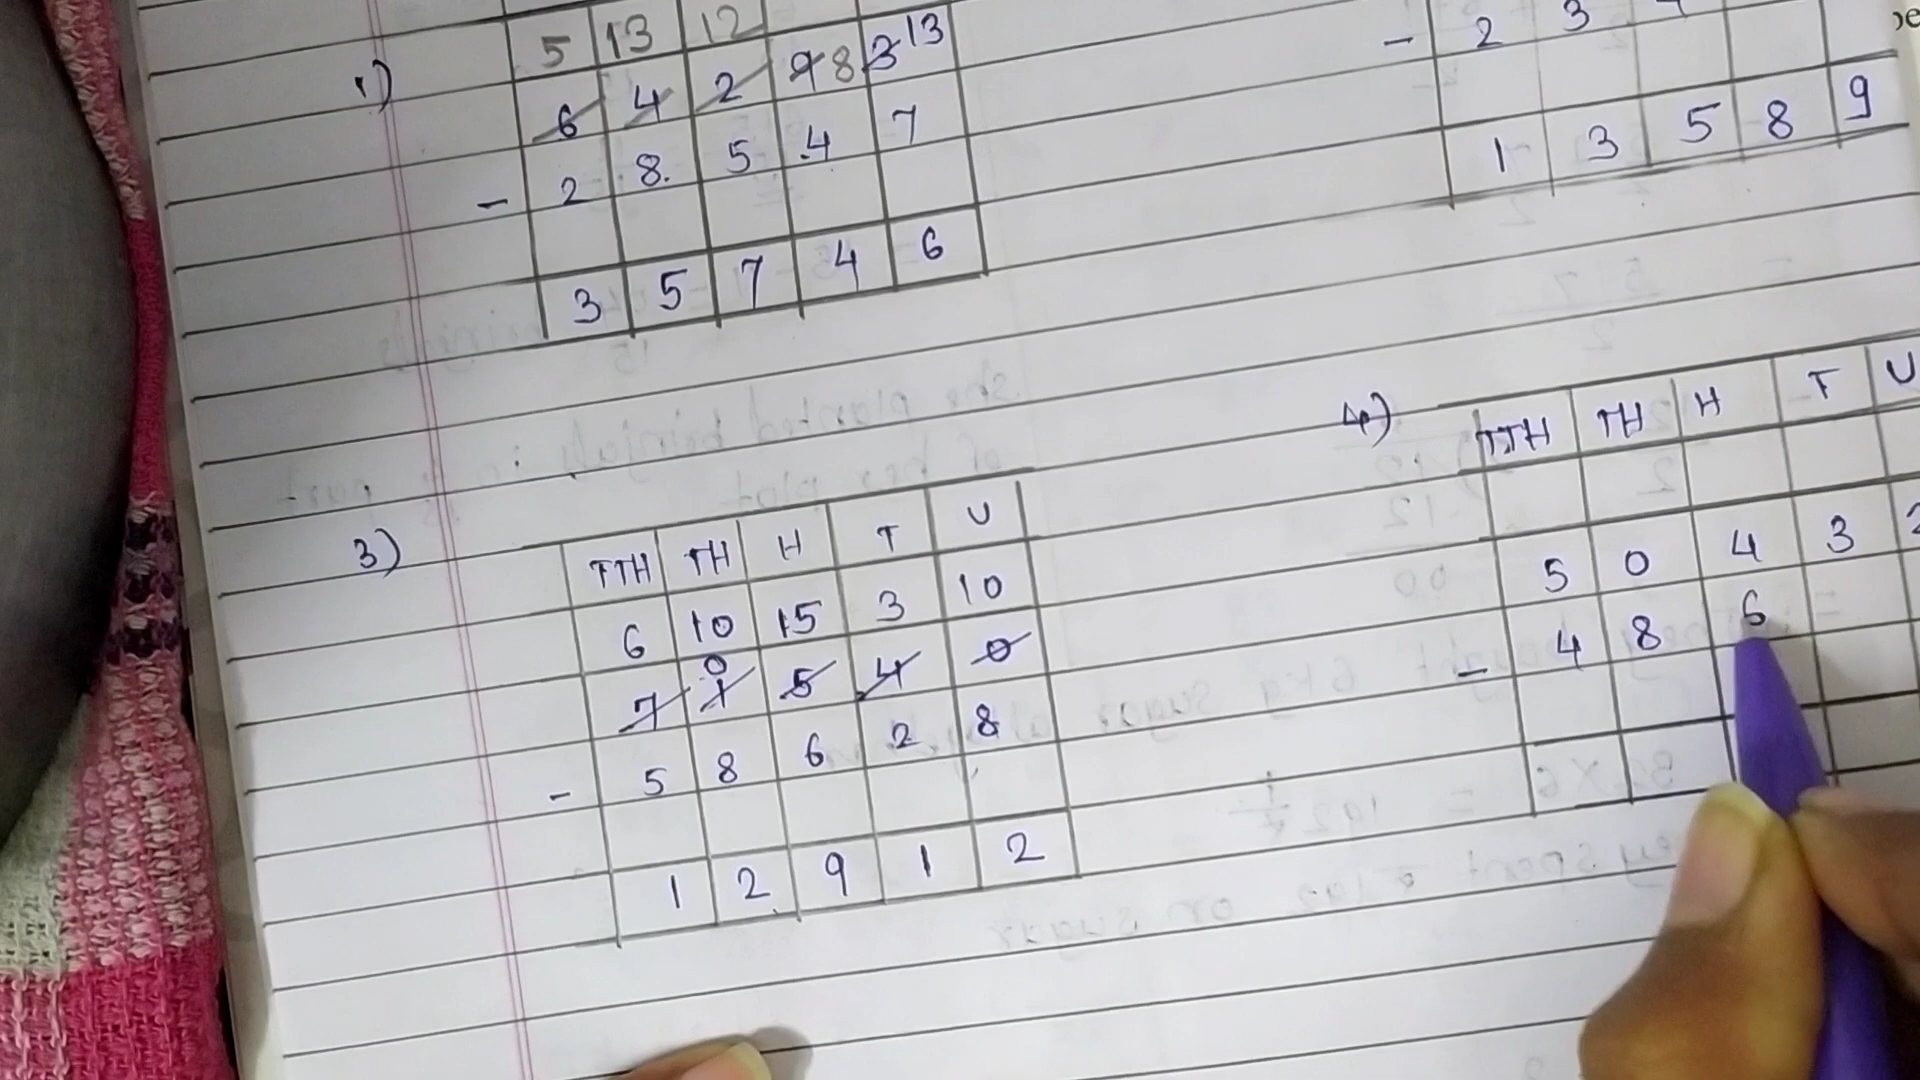 5 13 12
1) 6 4 2 9 8 3 13
2 8 5 4 7
-
3 5 7 4 6
- 2 3
1 3 5 8 9
3) TTH TH H T U
6 10 15 3 10
0
7 1 5 4 0
- 5 8 6 2 8
1 2 9 1 2
4) TTH TH H T U
5 0 4 3 2
- 4 8 6